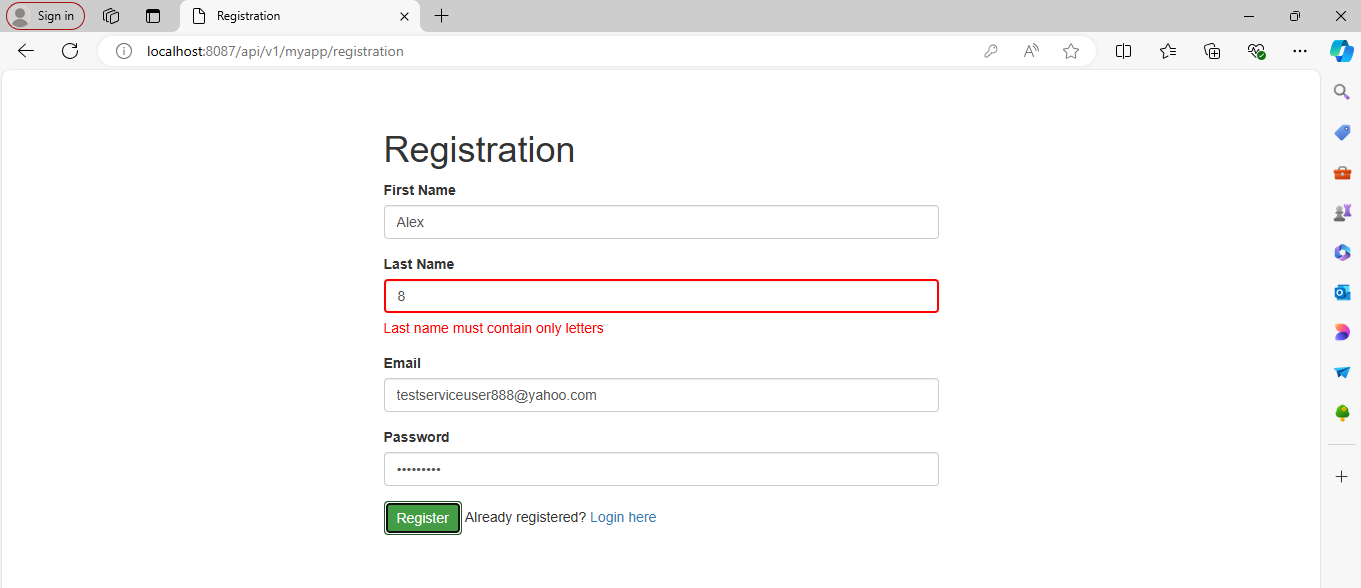 Sign in
Registration
localhost:8087/api/v1/myapp/registration
Registration
First Name
Alex
Last Name
8
Last name must contain only letters
Email
testserviceuser888@yahoo.com
Password
•••••••••
Register Already registered? Login here